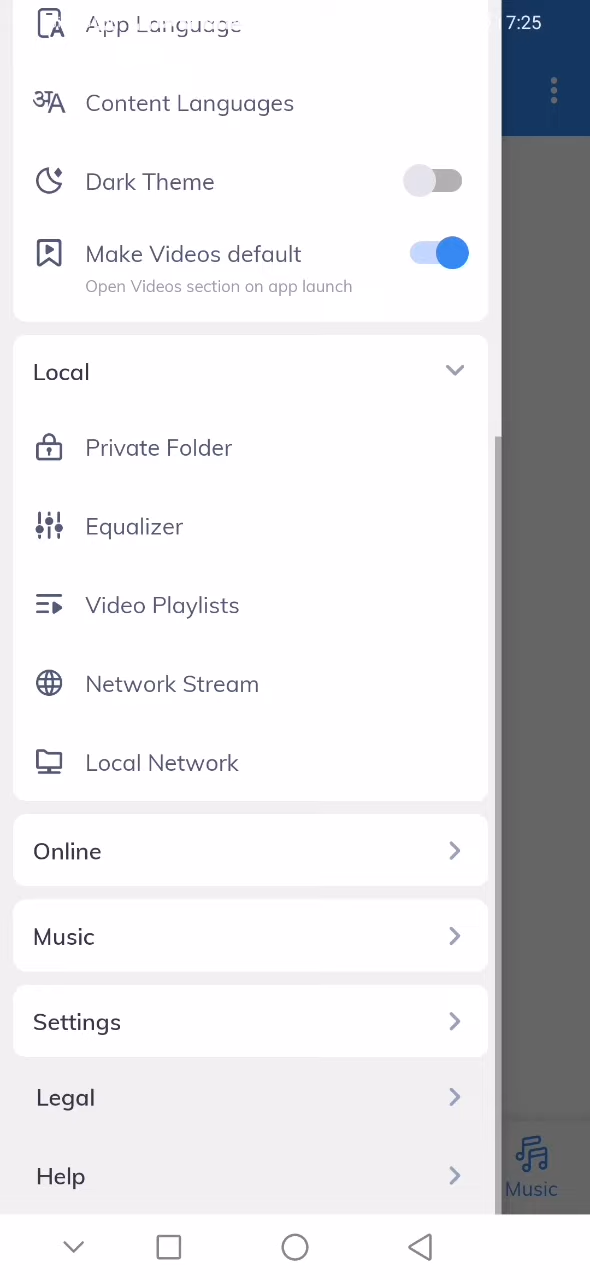 7:25
App Language
Content Languages
Dark Theme
Make Videos default
Open Videos section on app launch
Local
Private Folder
Equalizer
Video Playlists
Network Stream
Local Network
Online
Music
Settings
Legal
Help
Music